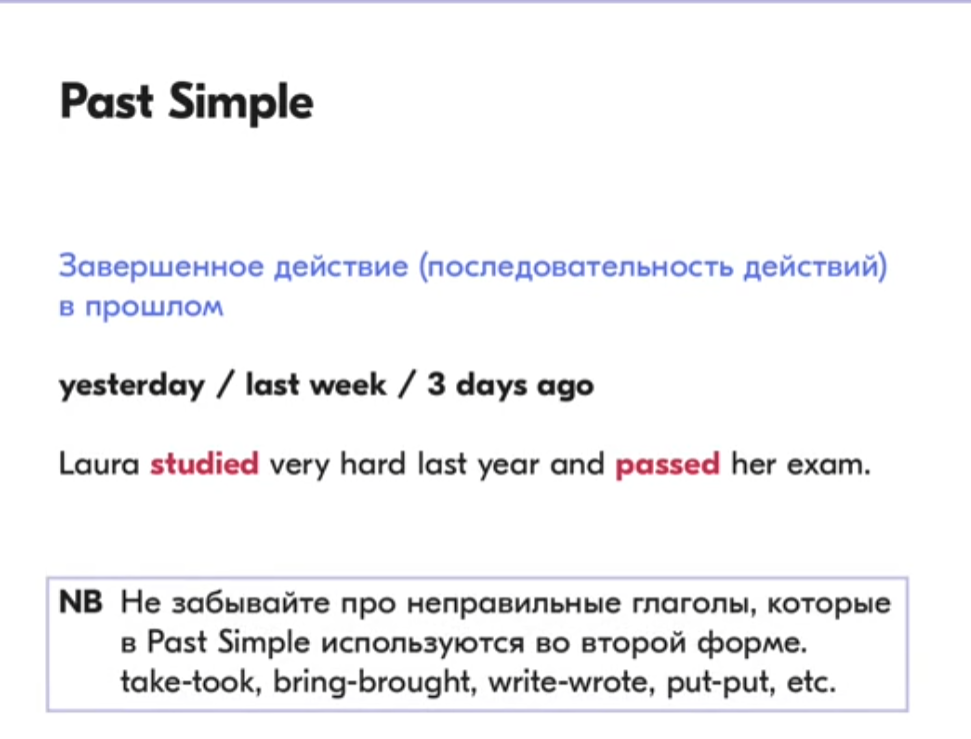 Past Simple
Завершенное действие (последовательность действий)
в прошлом
yesterday / last week / 3 days ago
Laura studied very hard last year and passed her exam.
NB Не забывайте про неправильные глаголы, которые
в Past Simple используются во второй форме.
take-took, bring-brought, write-wrote, put-put, etc.